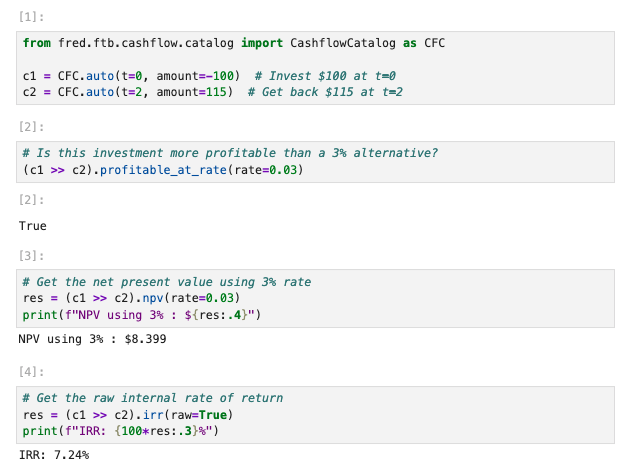 [1]:
from fred.ftb.cashflow.catalog import CashflowCatalog as CFC
c1 = CFC.auto(t=0, amount=-100)  # Invest $100 at t=0
c2 = CFC.auto(t=2, amount=115)  # Get back $115 at t=2
[2]:
# Is this investment more profitable than a 3% alternative?
(c1 >> c2).profitable_at_rate(rate=0.03)
[2]:
True
[3]:
# Get the net present value using 3% rate
res = (c1 >> c2).npv(rate=0.03)
print(f"NPV using 3% : ${res:.4}")
NPV using 3% : $8.399
[4]:
# Get the raw internal rate of return
res = (c1 >> c2).irr(raw=True)
print(f"IRR: {100*res:.3}%")
IRR: 7.24%